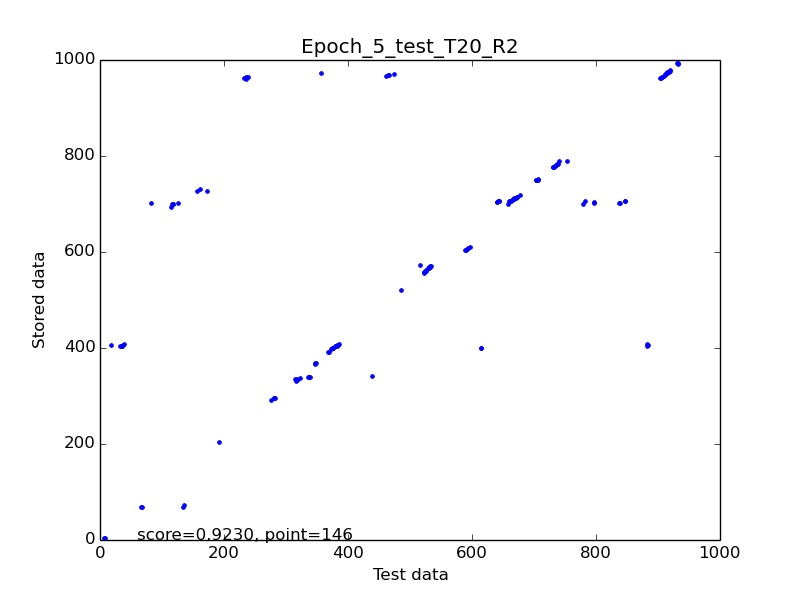 Epoch_5_test_T20_R2
1000
800
600
400
200
0
Stored data
score=0.9230, point=146
0 200 400 600 800 1000
Test data